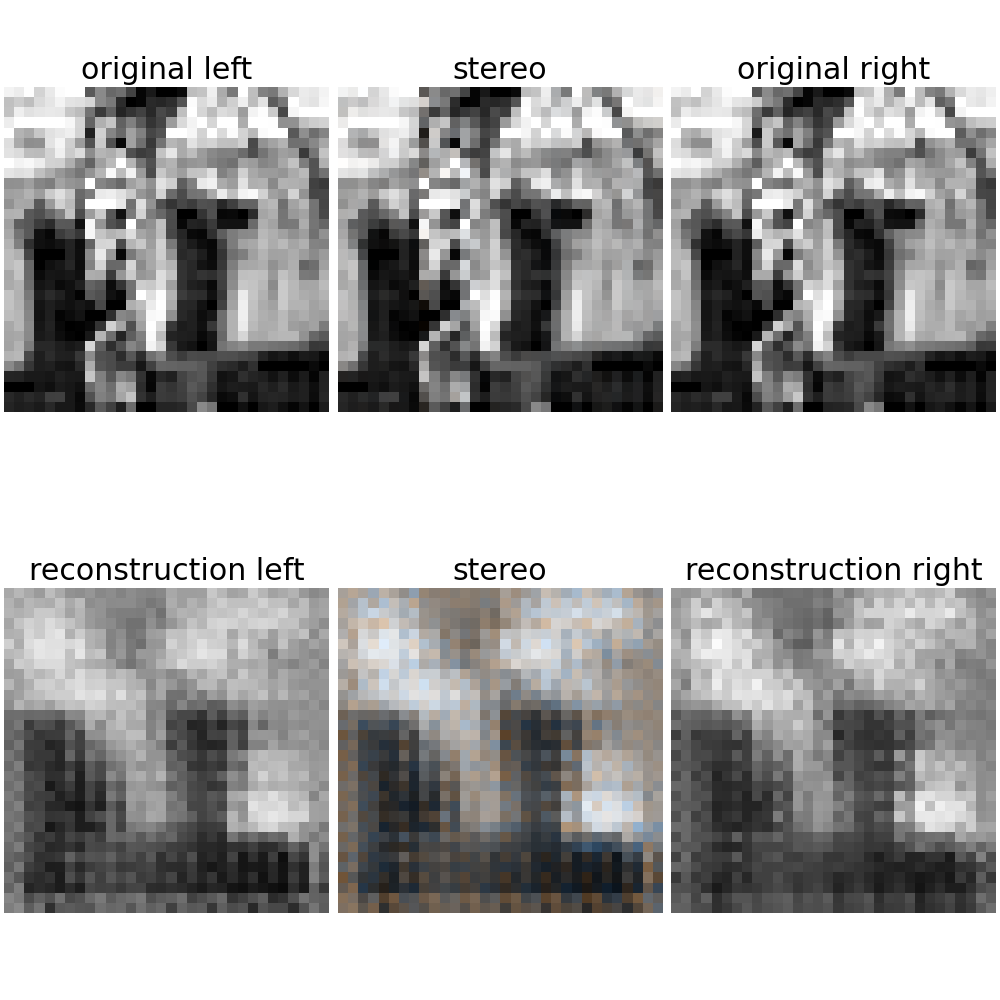 original left
stereo
original right
reconstruction left
stereo
reconstruction right